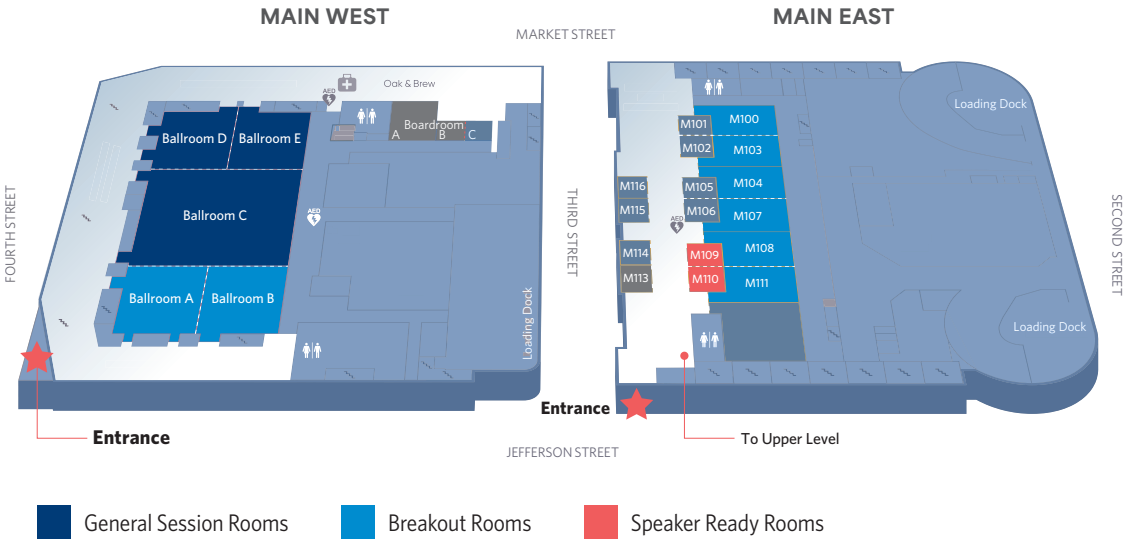 MAIN WEST
MAIN EAST
MARKET STREET
AED
Oak & Brew
Boardroom
A
B
C
Ballroom D
Ballroom E
Ballroom C
AED
Ballroom A
Ballroom B
FOURTH STREET
THIRD STREET
Loading Dock
M101
M102
M100
M103
M116
M115
M105
M106
M104
M107
AED
M114
M113
M109
M110
M108
M111
Loading Dock
Loading Dock
SECOND STREET
Entrance
Entrance
To Upper Level
JEFFERSON STREET
General Session Rooms
Breakout Rooms
Speaker Ready Rooms